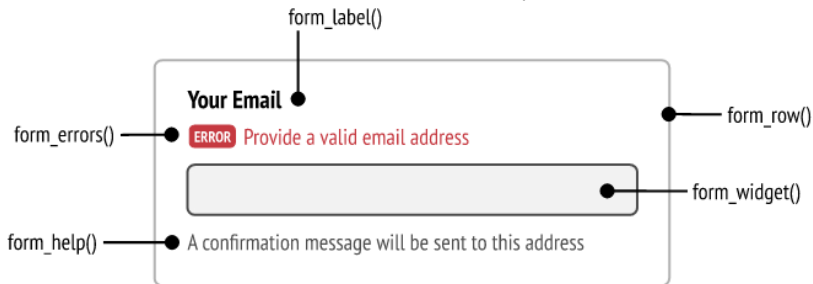 form_label()
Your Email
form_errors()
ERROR Provide a valid email address
form_row()
form_widget()
form_help()
A confirmation message will be sent to this address